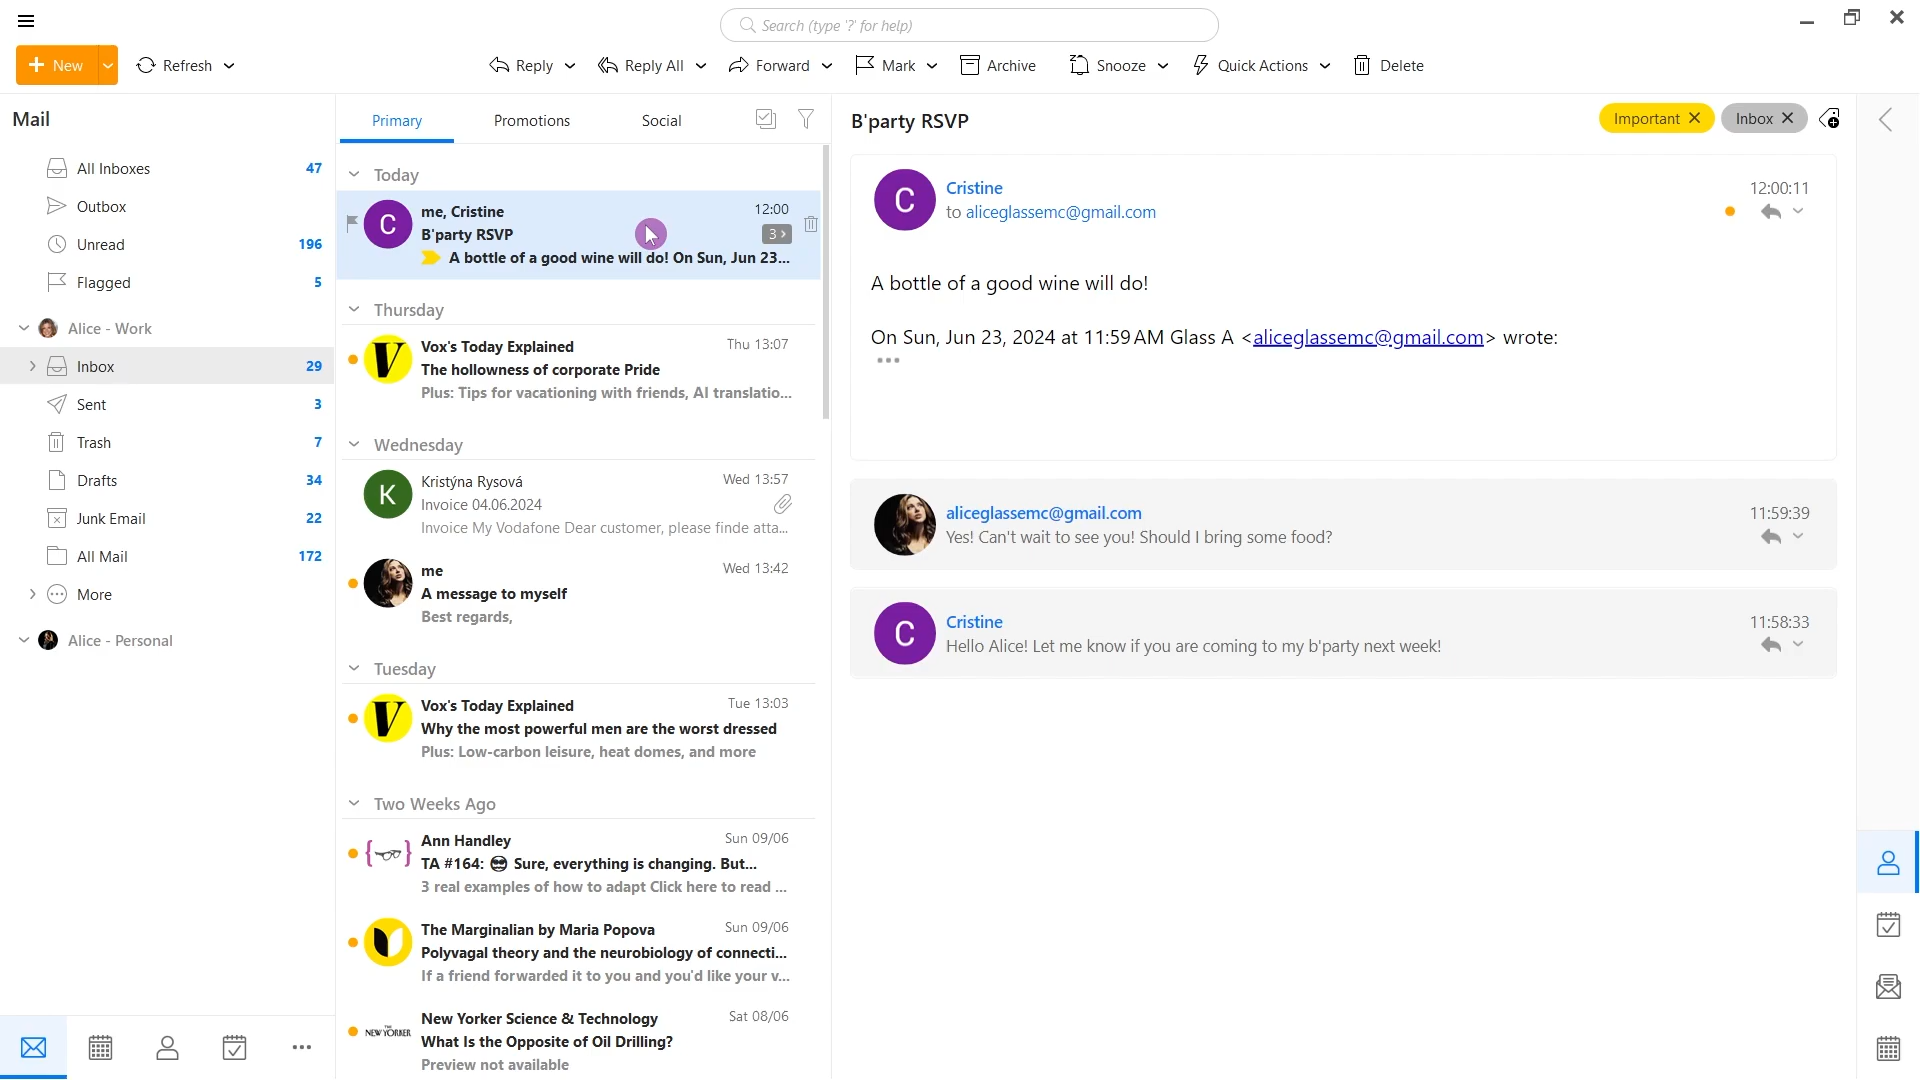 Search (type '?' for help)
New
Refresh
Reply
Reply All
Forward
Mark
Archive
Snooze
Quick Actions
Delete
Mail
All Inboxes 47
Outbox
Unread 196
Flagged 5
Alice - Work
Inbox 29
Sent 3
Trash 7
Drafts 34
Junk Email 22
All Mail 172
More
Alice - Personal
Primary
Promotions
Social
Today
C
me, Cristine 12:00
B'party RSVP 3
A bottle of a good wine will do! On Sun, Jun 23...
Thursday
V
Vox's Today Explained Thu 13:07
The hollowness of corporate Pride
Plus: Tips for vacationing with friends, AI translatio...
Wednesday
K
Kristýna Rysová Wed 13:57
Invoice 04.06.2024
Invoice My Vodafone Dear customer, please finde atta...
me Wed 13:42
A message to myself
Best regards,
Tuesday
V
Vox's Today Explained Tue 13:03
Why the most powerful men are the worst dressed
Plus: Low-carbon leisure, heat domes, and more
Two Weeks Ago
Ann Handley Sun 09/06
TA #164: 😎 Sure, everything is changing. But...
3 real examples of how to adapt Click here to read ...
The Marginalian by Maria Popova Sun 09/06
Polyvagal theory and the neurobiology of connecti...
If a friend forwarded it to you and you'd like your v...
THE NEW YORKER
New Yorker Science & Technology Sat 08/06
What Is the Opposite of Oil Drilling?
Preview not available
B'party RSVP
Important
Inbox
C
Cristine 12:00:11
to aliceglassemc@gmail.com
A bottle of a good wine will do!
On Sun, Jun 23, 2024 at 11:59 AM Glass A <aliceglassemc@gmail.com> wrote:
aliceglassemc@gmail.com 11:59:39
Yes! Can't wait to see you! Should I bring some food?
C
Cristine 11:58:33
Hello Alice! Let me know if you are coming to my b'party next week!